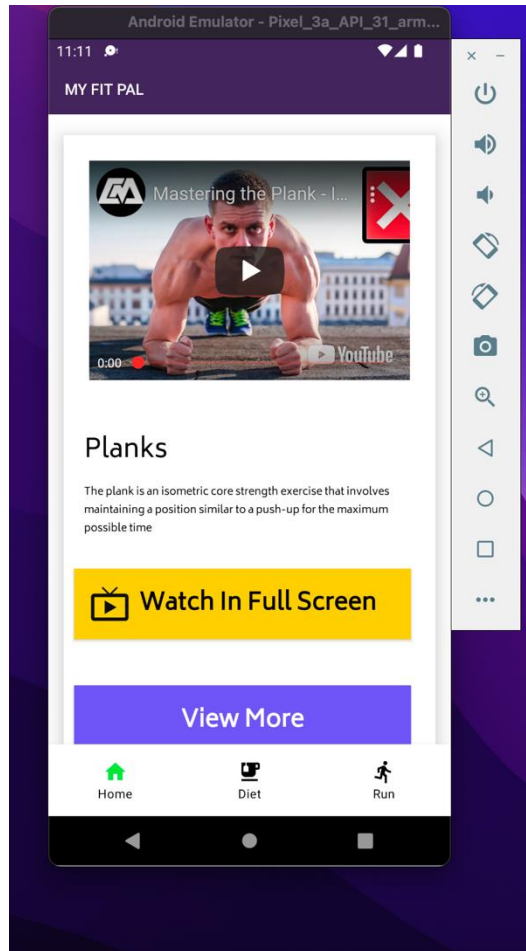 Android Emulator - Pixel_3a_API_31_arm...
11:11
MY FIT PAL
Mastering the Plank - I...
0:00
YouTube
Planks
The plank is an isometric core strength exercise that involves
maintaining a position similar to a push-up for the maximum
possible time
Watch In Full Screen
View More
Home Diet Run